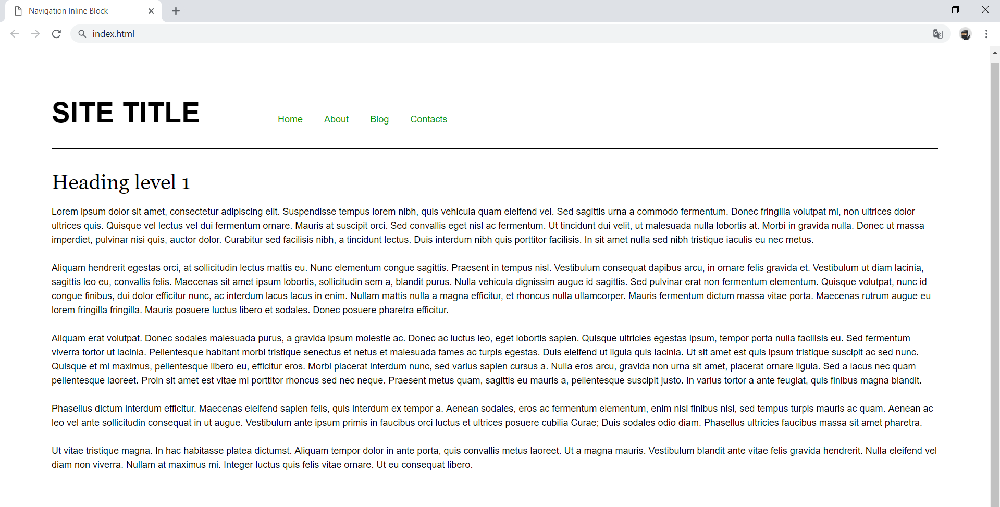 Navigation Inline Block
index.html
SITE TITLE
Home About Blog Contacts
Heading level 1
Lorem ipsum dolor sit amet, consectetur adipiscing elit. Suspendisse tempus lorem nibh, quis vehicula quam eleifend vel. Sed sagittis urna a commodo fermentum. Donec fringilla volutpat mi, non ultrices dolor
ultrices quis. Quisque vel lectus vel dui fermentum ornare. Mauris at suscipit orci. Sed convallis eget nisl ac fermentum. Ut tincidunt dui velit, ut malesuada nulla lobortis at. Morbi in gravida nulla. Donec ut massa
imperdiet, pulvinar nisi quis, auctor dolor. Curabitur sed facilisis nibh, a tincidunt lectus. Duis interdum nibh quis porttitor facilisis. In sit amet nulla sed nibh tristique iaculis eu nec metus.
Aliquam hendrerit egestas orci, at sollicitudin lectus mattis eu. Nunc elementum congue sagittis. Praesent in tempus nisl. Vestibulum consequat dapibus arcu, in ornare felis gravida et. Vestibulum ut diam lacinia,
sagittis leo eu, convallis felis. Maecenas sit amet ipsum lobortis, sollicitudin sem a, blandit purus. Nulla vehicula dignissim augue id sagittis. Sed pulvinar erat non fermentum elementum. Quisque volutpat, nunc id
congue finibus, dui dolor efficitur nunc, ac interdum lacus lacus in enim. Nullam mattis nulla a magna efficitur, et rhoncus nulla ullamcorper. Mauris fermentum dictum massa vitae porta. Maecenas rutrum augue eu
lorem fringilla fringilla. Mauris posuere luctus libero et sodales. Donec posuere pharetra efficitur.
Aliquam erat volutpat. Donec sodales malesuada purus, a gravida ipsum molestie ac. Donec ac luctus leo, eget lobortis sapien. Quisque ultricies egestas ipsum, tempor porta nulla facilisis eu. Sed fermentum
viverra tortor ut lacinia. Pellentesque habitant morbi tristique senectus et netus et malesuada fames ac turpis egestas. Duis eleifend ut ligula quis lacinia. Ut sit amet est quis ipsum tristique suscipit ac sed nunc.
Quisque et mi maximus, pellentesque libero eu, efficitur eros. Morbi placerat interdum nunc, sed varius sapien cursus a. Nulla eros arcu, gravida non urna sit amet, placerat ornare ligula. Sed a lacus nec quam
pellentesque laoreet. Proin sit amet est vitae mi porttitor rhoncus sed nec neque. Praesent metus quam, sagittis eu mauris a, pellentesque suscipit justo. In varius tortor a ante feugiat, quis finibus magna blandit.
Phasellus dictum interdum efficitur. Maecenas eleifend sapien felis, quis interdum ex tempor a. Aenean sodales, eros ac fermentum elementum, enim nisi finibus nisi, sed tempus turpis mauris ac quam. Aenean ac
leo vel ante sollicitudin consequat in ut augue. Vestibulum ante ipsum primis in faucibus orci luctus et ultrices posuere cubilia Curae; Duis sodales odio diam. Phasellus ultricies faucibus massa sit amet pharetra.
Ut vitae tristique magna. In hac habitasse platea dictumst. Aliquam tempor dolor in ante porta, quis convallis metus laoreet. Ut a magna mauris. Vestibulum blandit ante vitae felis gravida hendrerit. Nulla eleifend vel
diam non viverra. Nullam at maximus mi. Integer luctus quis felis vitae ornare. Ut eu consequat libero.